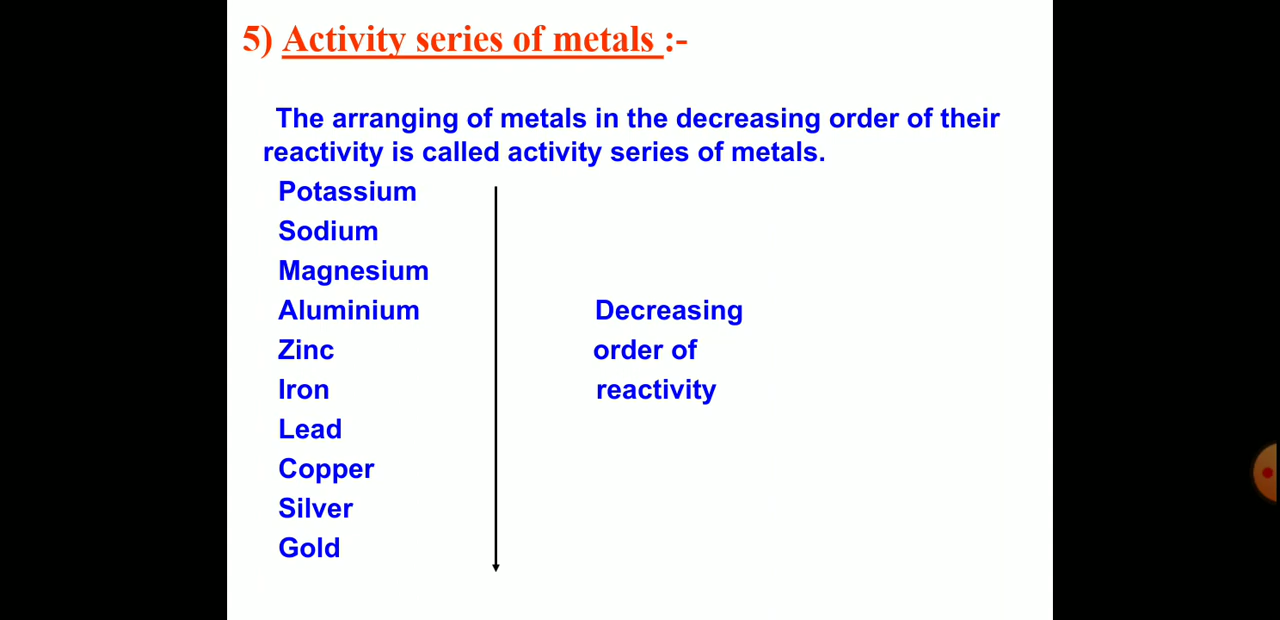 5) Activity series of metals :-
The arranging of metals in the decreasing order of their
reactivity is called activity series of metals.
Potassium
Sodium
Magnesium
Aluminium
Zinc
Iron
Lead
Copper
Silver
Gold
Decreasing
order of
reactivity